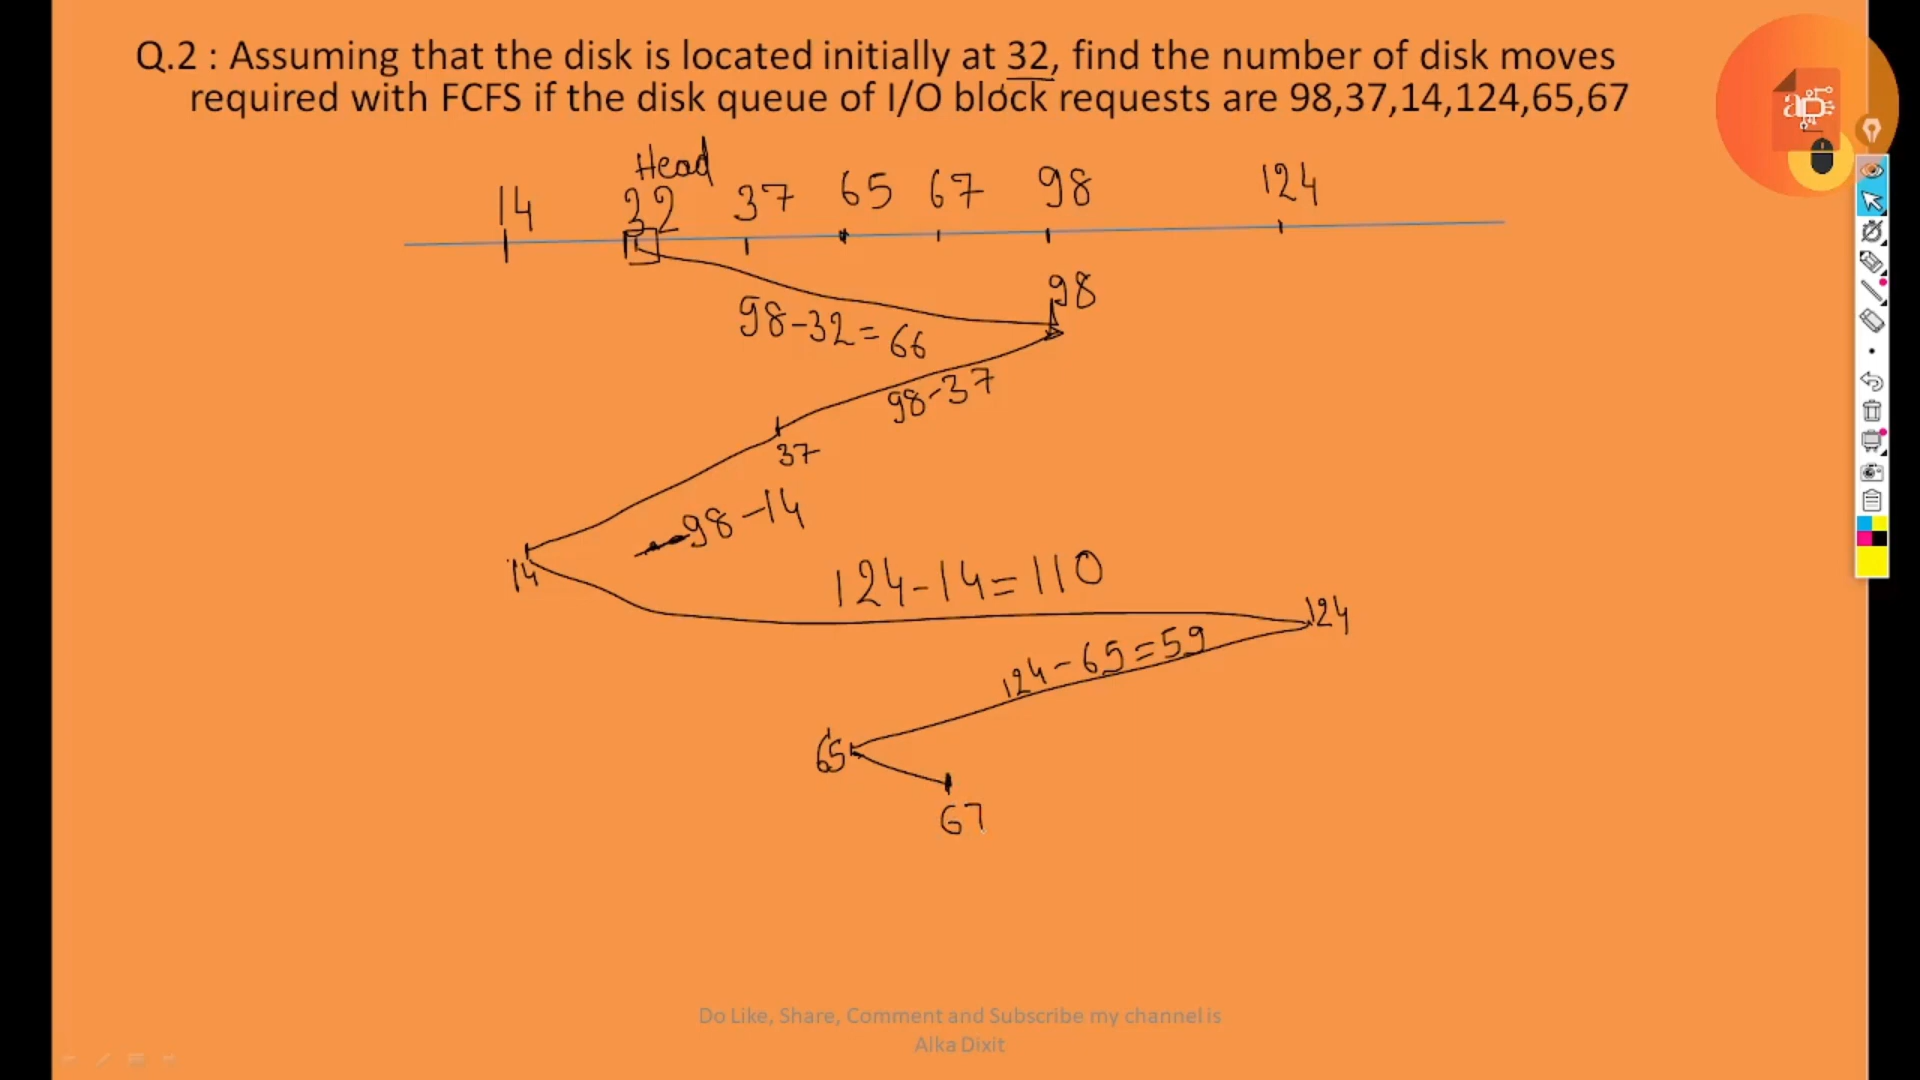 Q.2 : Assuming that the disk is located initially at 32, find the number of disk moves
required with FCFS if the disk queue of I/O block requests are 98,37,14,124,65,67
Head
14 32 37 65 67 98 124
98
98-32=66
98-37
37
98-14
14
124-14=110
124
124-65=59
65
67
Do Like, Share, Comment and Subscribe my channel is
Alka Dixit